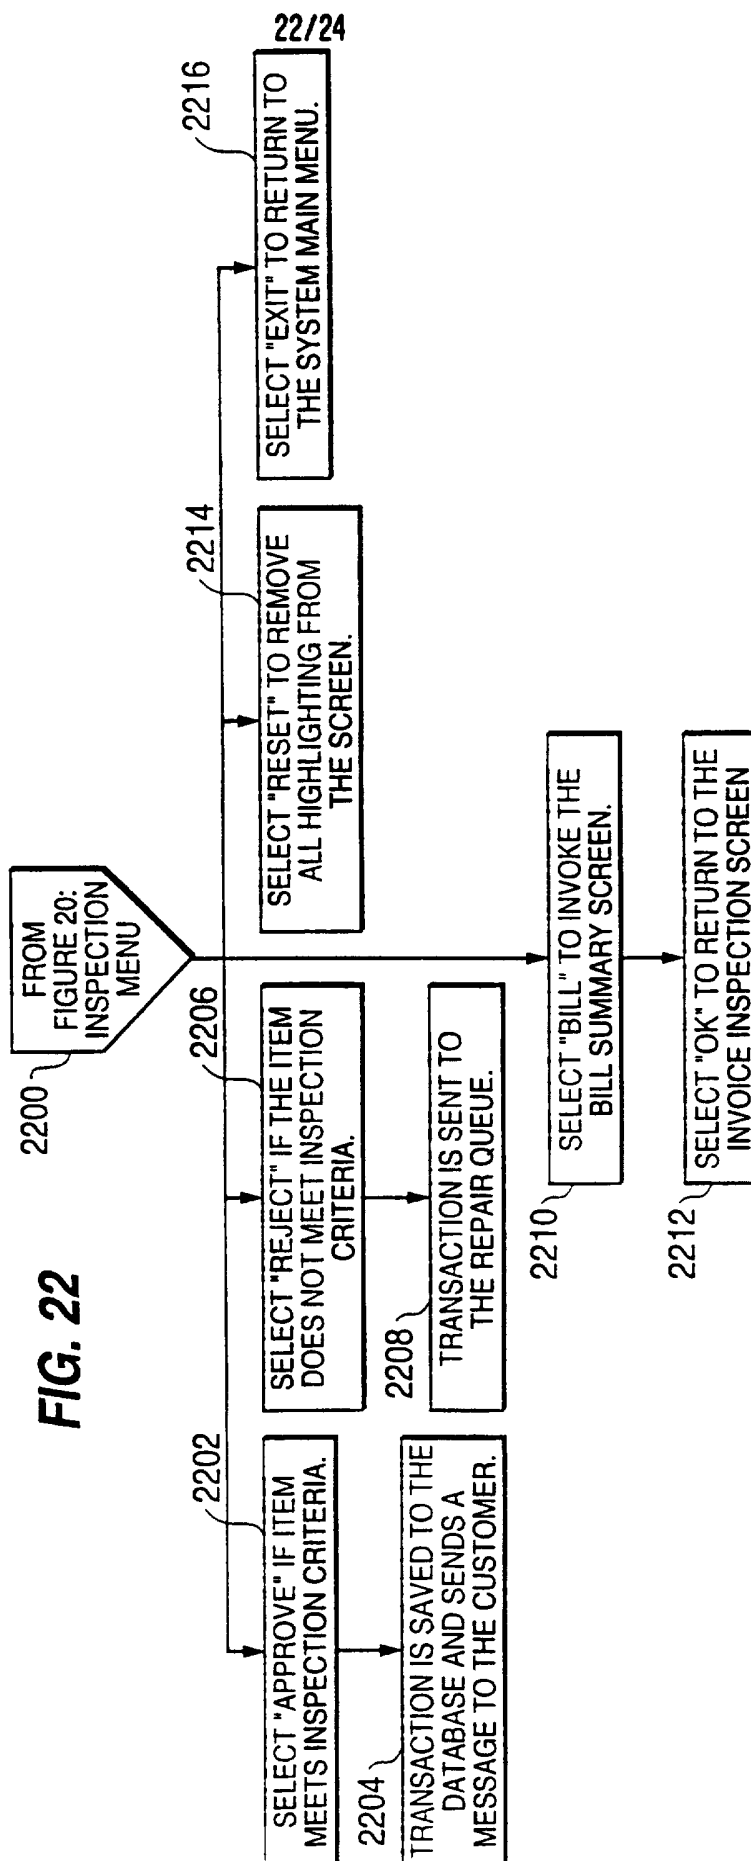 22/24
FIG. 22
2200
FROM
FIGURE 20:
INSPECTION
MENU
2202
SELECT "APPROVE" IF ITEM
MEETS INSPECTION CRITERIA.
2204
TRANSACTION IS SAVED TO THE
DATABASE AND SENDS A
MESSAGE TO THE CUSTOMER.
2206
SELECT "REJECT" IF THE ITEM
DOES NOT MEET INSPECTION
CRITERIA.
2208
TRANSACTION IS SENT TO
THE REPAIR QUEUE.
2210
SELECT "BILL" TO INVOKE THE
BILL SUMMARY SCREEN.
2212
SELECT "OK" TO RETURN TO THE
INVOICE INSPECTION SCREEN
2214
SELECT "RESET" TO REMOVE
ALL HIGHLIGHTING FROM
THE SCREEN.
2216
SELECT "EXIT" TO RETURN TO
THE SYSTEM MAIN MENU.